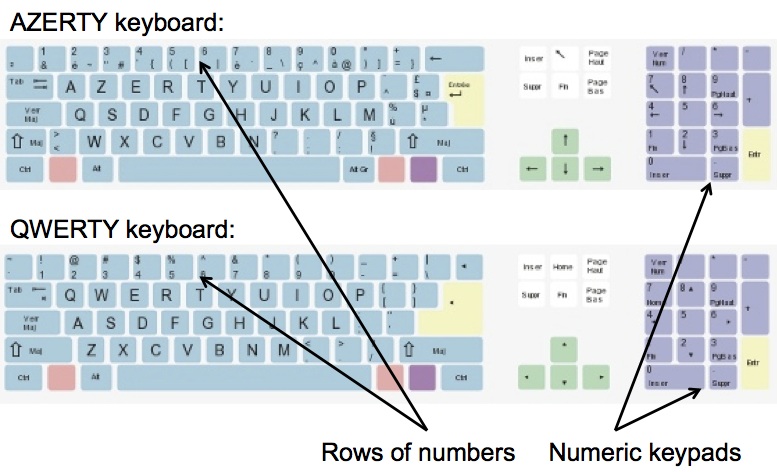 AZERTY keyboard:
1 2 3 4 5 6 7 8 9 0 ° +
² & é ~ " # ' { ( [ - | è ` _ \ ç ^ à @ ) ] = } ←
Inser ↖ Page Haut
Verr Num / * -
Tab A Z E R T Y U I O P £ $ ¤ Entrée
Suppr Fin Page Bas
7 8 ↑ 9 PgHaut +
Verr Maj Q S D F G H J K L M % ù µ *
4 ← 5 6 →
⇧ Maj > < W X C V B N ? , . ; / : § ! ⇧ Maj
↑
1 Fin 2 ↓ 3 PgBas Entr
Ctrl Alt Alt Gr Ctrl
← ↓ →
0 Inser . Suppr
QWERTY keyboard:
~ ! @ # $ % ^ & * ( ) _ + |
1 2 3 4 5 6 7 8 9 0 - = \
Inser Home Page Haut
Verr Num / * -
Tab Q W E R T Y U I O P { [ } ]
Suppr Fin Page Bas
7 Home 8 9 PgHaut +
Verr Maj A S D F G H J K L : ; " '
4 5 6
⇧ Maj Z X C V B N M < , > . ? / ⇧ Maj
1 Fin 2 3 PgBas Entr
Ctrl Alt Ctrl
0 Inser . Suppr
Rows of numbers Numeric keypads